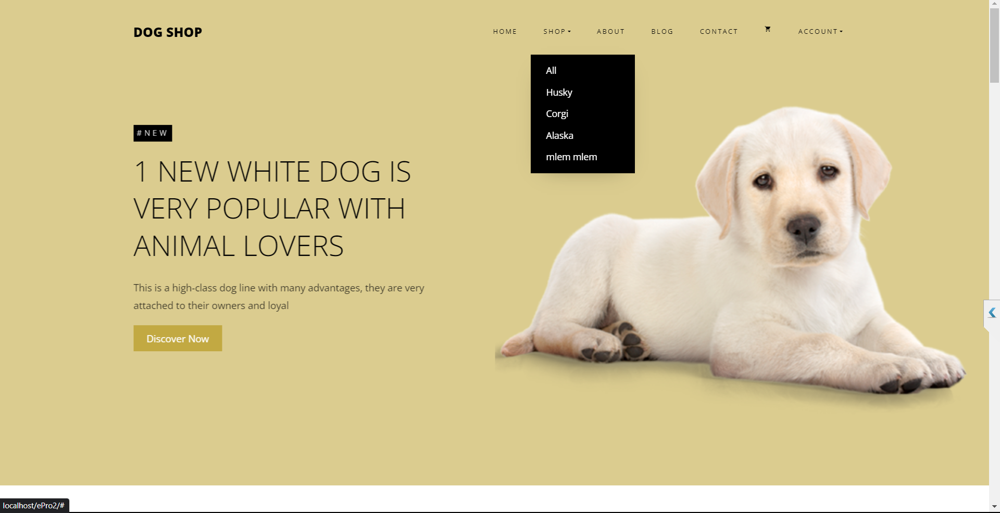 DOG SHOP
HOME SHOP ABOUT BLOG CONTACT ACCOUNT
All
Husky
Corgi
Alaska
mlem mlem
#NEW
1 NEW WHITE DOG IS
VERY POPULAR WITH
ANIMAL LOVERS
This is a high-class dog line with many advantages, they are very
attached to their owners and loyal
Discover Now
localhost/ePro2/#